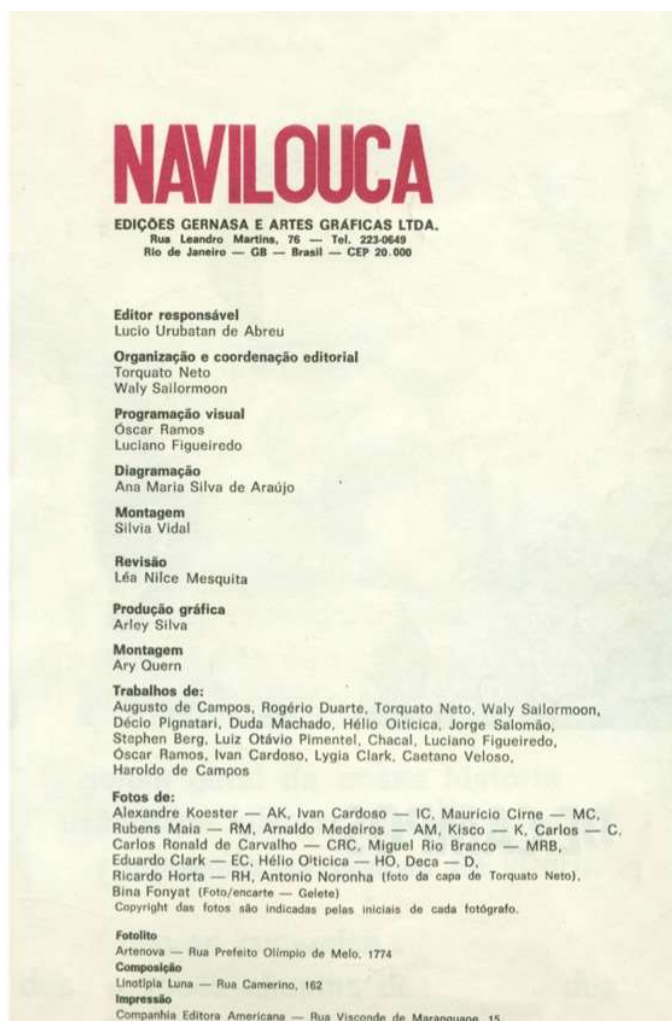 NAVILOUCA
EDIÇÕES GERNASA E ARTES GRÁFICAS LTDA.
Rua Leandro Martins, 76 — Tel. 223-0649
Rio de Janeiro — GB — Brasil — CEP 20.000
Editor responsável
Lucio Urubatan de Abreu
Organização e coordenação editorial
Torquato Neto
Waly Sailormoon
Programação visual
Óscar Ramos
Luciano Figueiredo
Diagramação
Ana Maria Silva de Araújo
Montagem
Silvia Vidal
Revisão
Léa Nilce Mesquita
Produção gráfica
Arley Silva
Montagem
Ary Quern
Trabalhos de:
Augusto de Campos, Rogério Duarte, Torquato Neto, Waly Sailormoon,
Décio Pignatari, Duda Machado, Hélio Oiticica, Jorge Salomão,
Stephen Berg, Luiz Otávio Pimentel, Chacal, Luciano Figueiredo,
Óscar Ramos, Ivan Cardoso, Lygia Clark, Caetano Veloso,
Haroldo de Campos
Fotos de:
Alexandre Koester — AK, Ivan Cardoso — IC, Mauricio Cirne — MC,
Rubens Maia — RM, Arnaldo Medeiros — AM, Kisco — K, Carlos — C,
Carlos Ronald de Carvalho — CRC, Miguel Rio Branco — MRB,
Eduardo Clark — EC, Hélio Oiticica — HO, Deca — D,
Ricardo Horta — RH, Antonio Noronha (foto da capa de Torquato Neto),
Bina Fonyat (Foto/encarte — Gelete)
Copyright das fotos são indicadas pelas iniciais de cada fotógrafo.
Fotolito
Artenova — Rua Prefeito Olímpio de Melo, 1774
Composição
Linotipia Luna — Rua Camerino, 162
Impressão
Companhia Editora Americana — Rua Visconde de Maranguape, 15